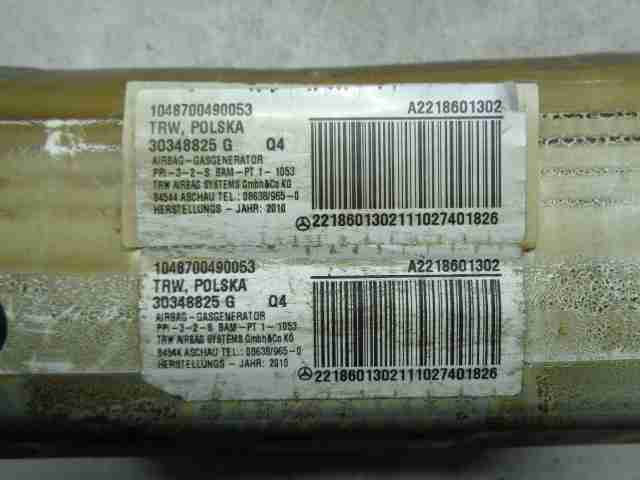 1048700490053 A2218601302
TRW, POLSKA
30348825 G Q4
AIRBAG-GASGENERATOR
PPI-3-2-S BAM-PT 1-1053
TRW AIRBAG SYSTEMS GmbH&Co KG
84544 ASCHAU TEL.: 08638/965-0
HERSTELLUNGS - JAHR: 2010
2218601302111027401826
1048700490053 A2218601302
TRW, POLSKA
30348825 G Q4
AIRBAG-GASGENERATOR
PPI-3-2-S BAM-PT 1-1053
TRW AIRBAG SYSTEMS GmbH&Co KG
84544 ASCHAU TEL.: 08638/965-0
HERSTELLUNGS - JAHR: 2010
2218601302111027401826